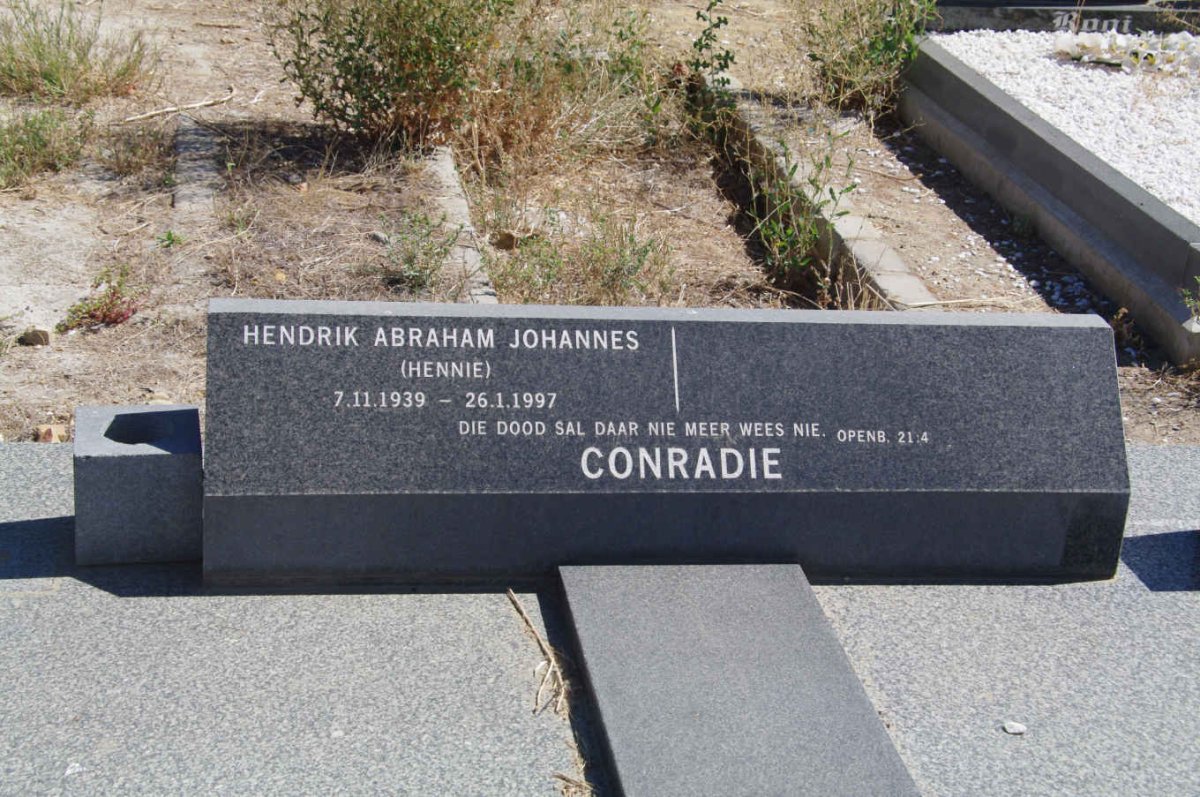 HENDRIK ABRAHAM JOHANNES
(HENNIE)
7.11.1939 – 26.1.1997
DIE DOOD SAL DAAR NIE MEER WEES NIE. OPENB. 21:4
CONRADIE